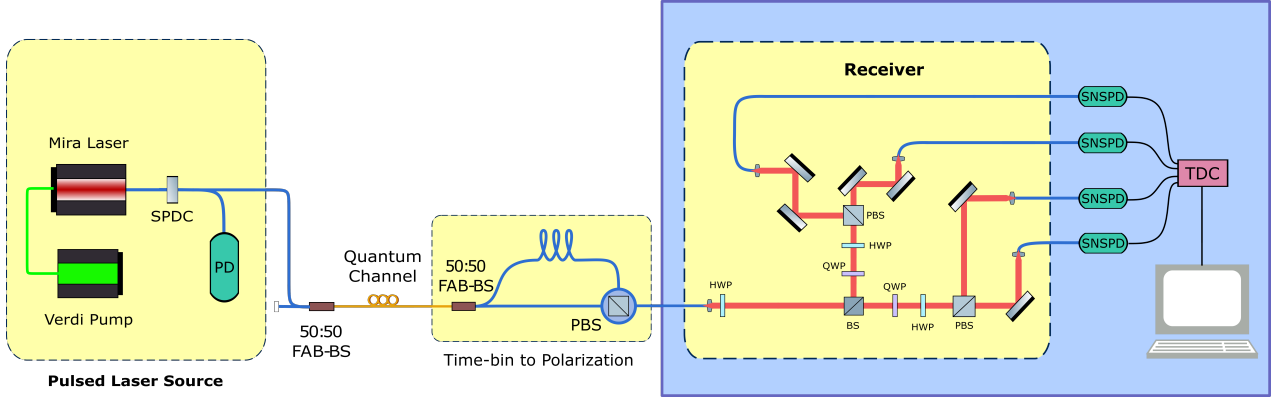 Mira Laser
SPDC
PD
Verdi Pump
Pulsed Laser Source
50:50
FAB-BS
Quantum
Channel
50:50
FAB-BS
PBS
Time-bin to Polarization
Receiver
HWP
BS
QWP
HWP
PBS
QWP
HWP
PBS
SNSPD
SNSPD
SNSPD
SNSPD
TDC